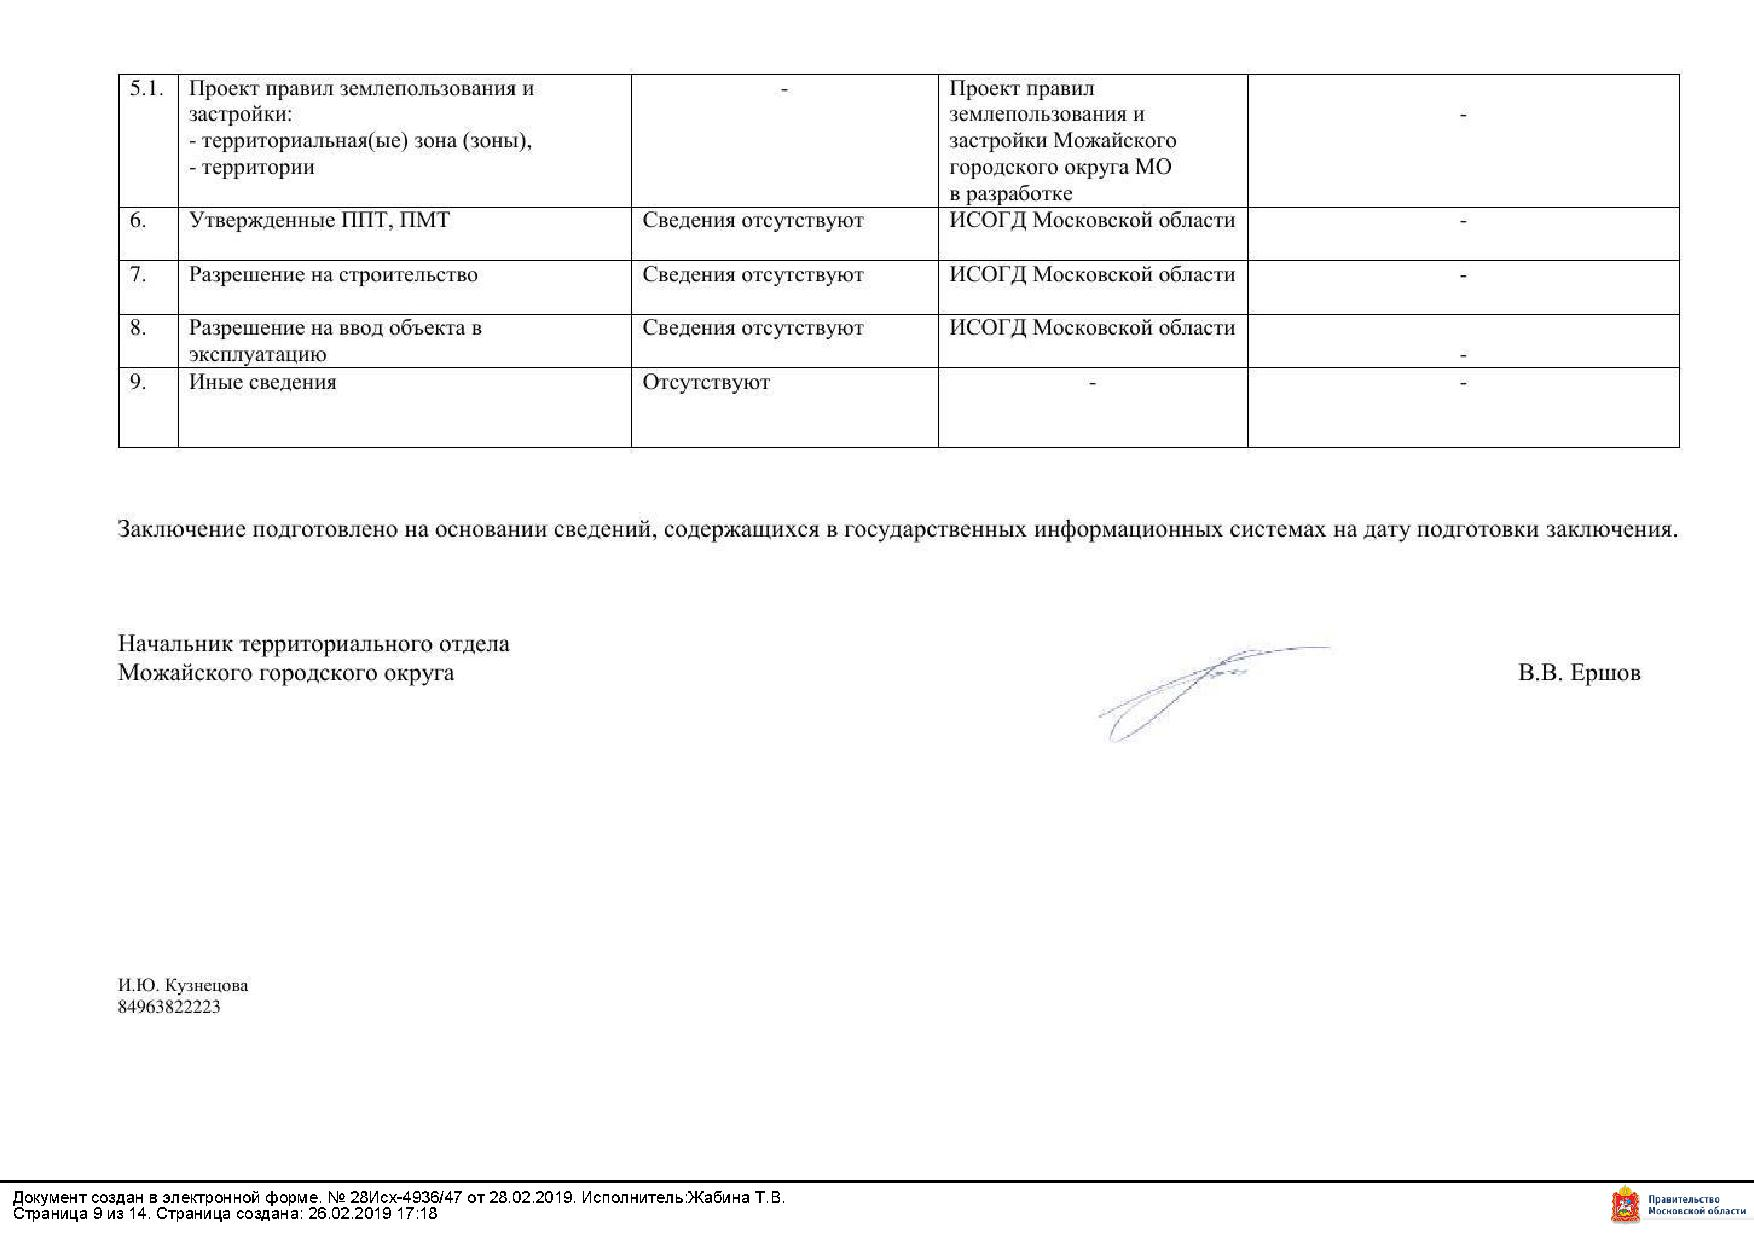 5.1. Проект правил землепользования и - Проект правил
застройки: землепользования и -
- территориальная(ые) зона (зоны), застройки Можайского
- территории городского округа МО
в разработке
6. Утвержденные ППТ, ПМТ Сведения отсутствуют ИСОГД Московской области -
7. Разрешение на строительство Сведения отсутствуют ИСОГД Московской области -
8. Разрешение на ввод объекта в Сведения отсутствуют ИСОГД Московской области
эксплуатацию -
9. Иные сведения Отсутствуют - -
Заключение подготовлено на основании сведений, содержащихся в государственных информационных системах на дату подготовки заключения.
Начальник территориального отдела
Можайского городского округа В.В. Ершов
И.Ю. Кузнецова
84963822223
Документ создан в электронной форме. № 28Исх-4936/47 от 28.02.2019. Исполнитель:Жабина Т.В.
Страница 9 из 14. Страница создана: 26.02.2019 17:18
Правительство
Московской области